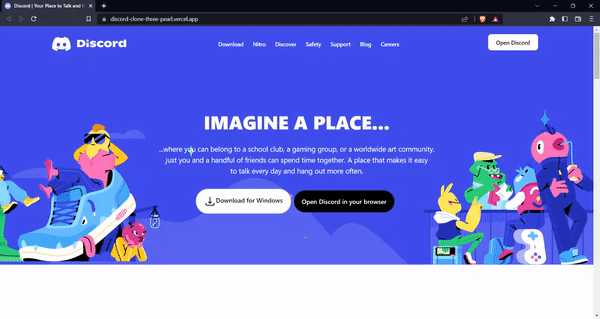 Discord | Your Place to Talk and H
discord-clone-three-pearl.vercel.app
Discord
Download Nitro Discover Safety Support Blog Careers
Open Discord
IMAGINE A PLACE...
...where you can belong to a school club, a gaming group, or a worldwide art community.
just you and a handful of friends can spend time together. A place that makes it easy
to talk every day and hang out more often.
Download for Windows
Open Discord in your browser